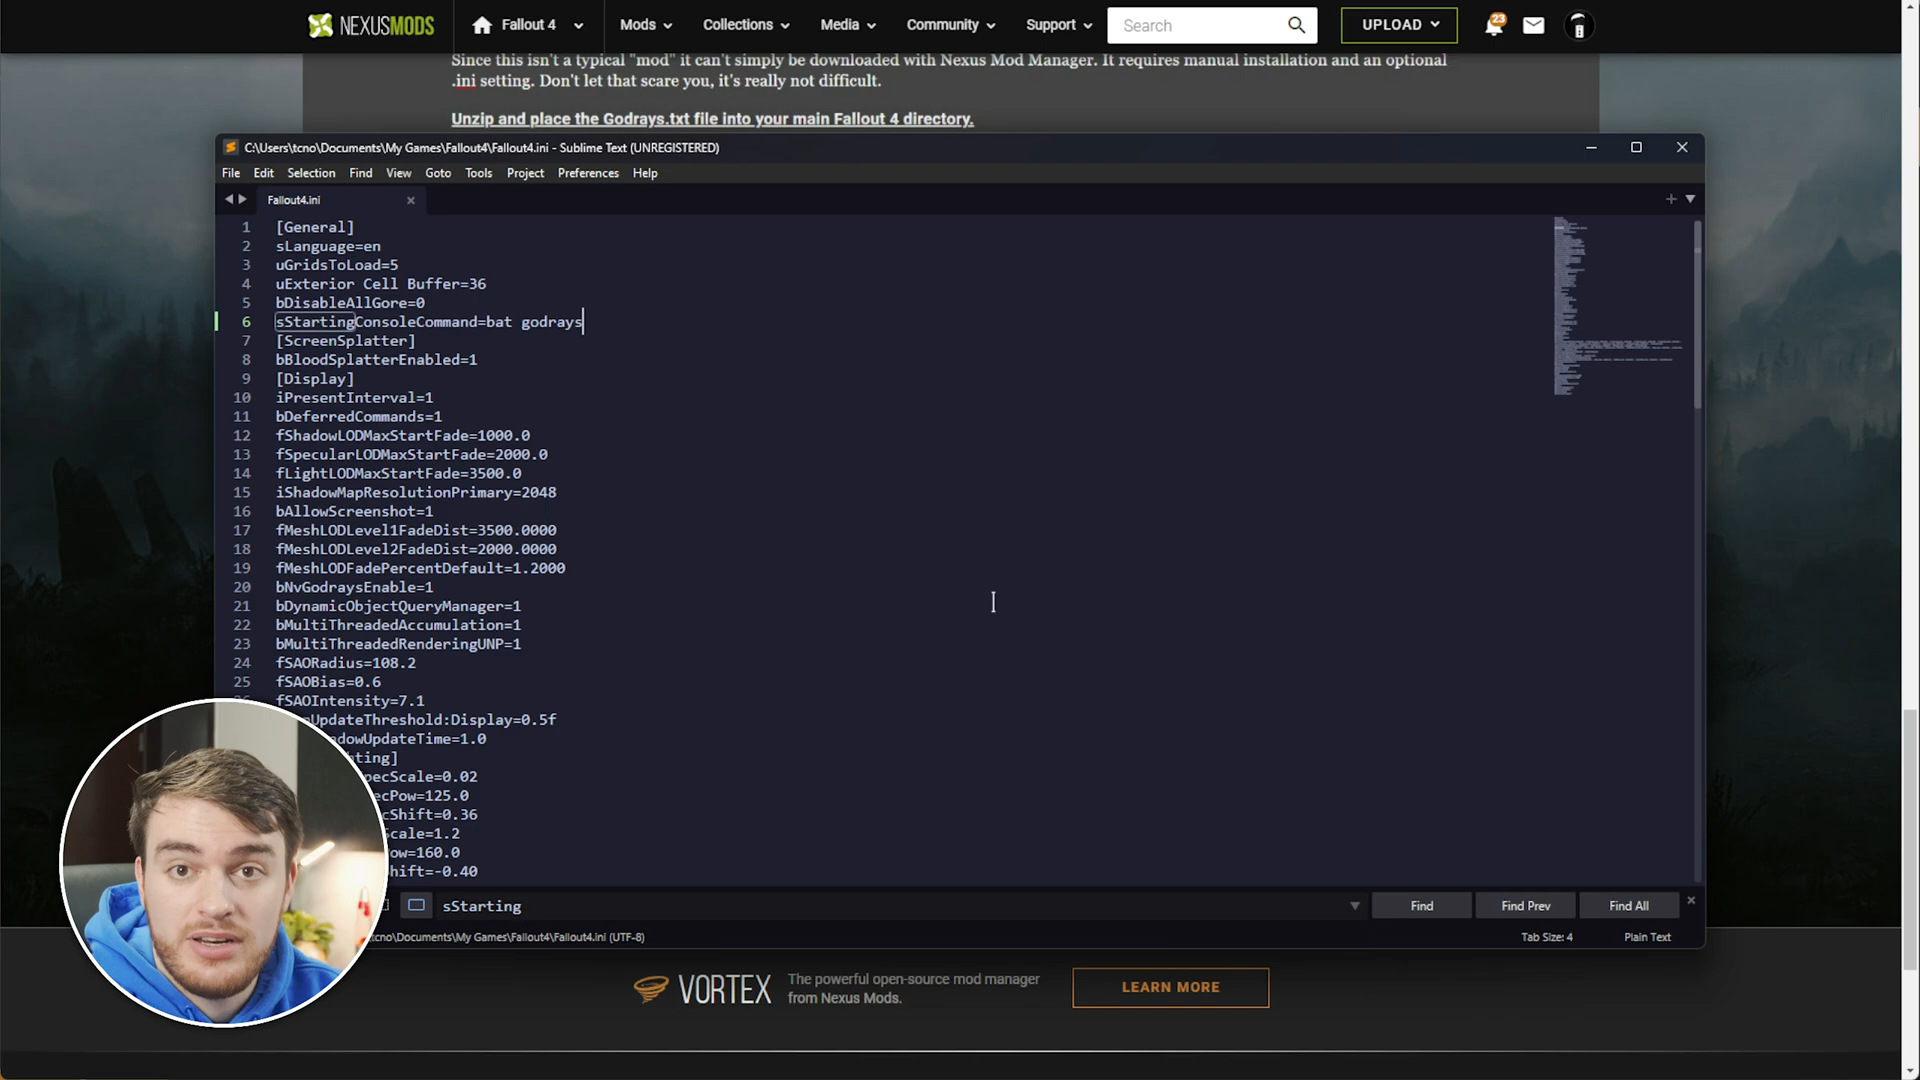 NEXUSMODS
Fallout 4
Mods
Collections
Media
Community
Support
Search
UPLOAD
23
Since this isn't a typical "mod" it can't simply be downloaded with Nexus Mod Manager. It requires manual installation and an optional
.ini setting. Don't let that scare you, it's really not difficult.
Unzip and place the Godrays.txt file into your main Fallout 4 directory.
C:\Users\tcno\Documents\My Games\Fallout4\Fallout4.ini - Sublime Text (UNREGISTERED)
File Edit Selection Find View Goto Tools Project Preferences Help
Fallout4.ini
1 [General]
2 sLanguage=en
3 uGridsToLoad=5
4 uExterior Cell Buffer=36
5 bDisableAllGore=0
6 sStartingConsoleCommand=bat godrays
7 [ScreenSplatter]
8 bBloodSplatterEnabled=1
9 [Display]
10 iPresentInterval=1
11 bDeferredCommands=1
12 fShadowLODMaxStartFade=1000.0
13 fSpecularLODMaxStartFade=2000.0
14 fLightLODMaxStartFade=3500.0
15 iShadowMapResolutionPrimary=2048
16 bAllowScreenshot=1
17 fMeshLODLevel1FadeDist=3500.0000
18 fMeshLODLevel2FadeDist=2000.0000
19 fMeshLODFadePercentDefault=1.2000
20 bNvGodraysEnable=1
21 bDynamicObjectQueryManager=1
22 bMultiThreadedAccumulation=1
23 bMultiThreadedRenderingUNP=1
24 fSAORadius=108.2
25 fSAOBias=0.6
fSAOIntensity=7.1
UpdateThreshold:Display=0.5f
dowUpdateTime=1.0
hting]
pecScale=0.02
ecPow=125.0
cShift=0.36
cale=1.2
ow=160.0
hift=-0.40
sStarting
Find
Find Prev
Find All
cno\Documents\My Games\Fallout4\Fallout4.ini (UTF-8)
Tab Size: 4
Plain Text
VORTEX
The powerful open-source mod manager
from Nexus Mods.
LEARN MORE